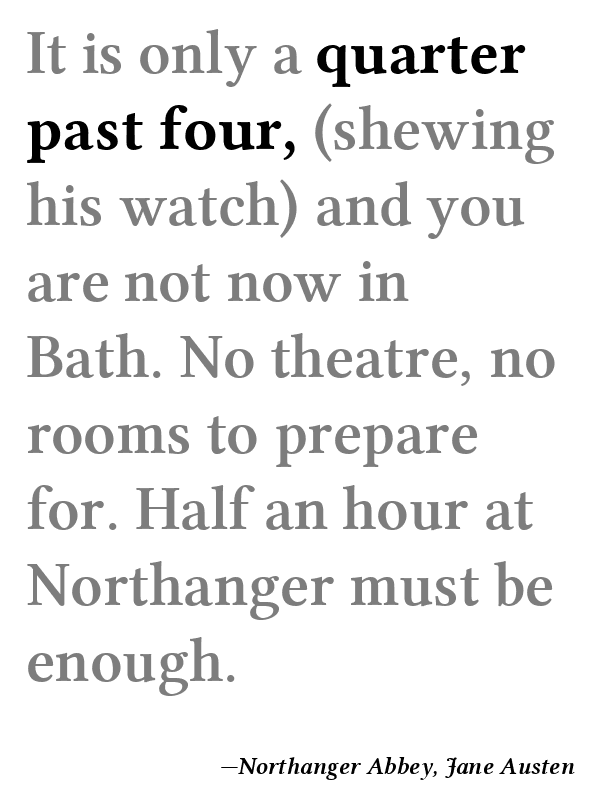 It is only a quarter
past four, (shewing
his watch) and you
are not now in
Bath. No theatre, no
rooms to prepare
for. Half an hour at
Northanger must be
enough.
—Northanger Abbey, Jane Austen